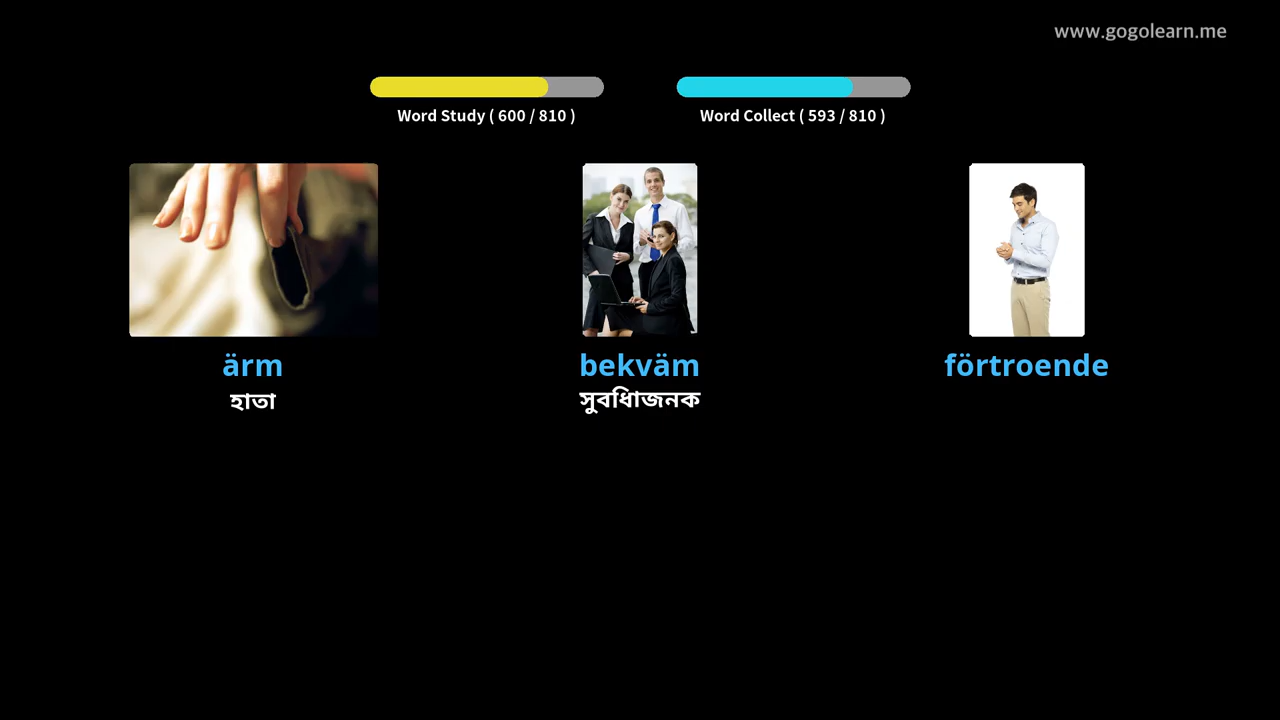 www.gogolearn.me
Word Study ( 600 / 810 )
Word Collect ( 593 / 810 )
ärm
হাতা
bekväm
সুবিধাজনক
förtroende